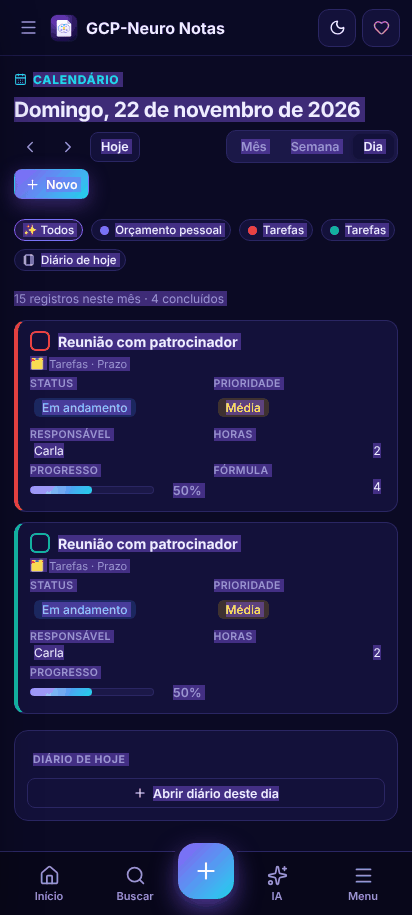 GCP-Neuro Notas
CALENDÁRIO
Domingo, 22 de novembro de 2026
Hoje
Mês Semana Dia
+ Novo
✨ Todos Orçamento pessoal Tarefas Tarefas
Diário de hoje
15 registros neste mês · 4 concluídos
Reunião com patrocinador
🗂️ Tarefas · Prazo
STATUS PRIORIDADE
Em andamento Média
RESPONSÁVEL HORAS
Carla 2
PROGRESSO FÓRMULA
50% 4
Reunião com patrocinador
🗂️ Tarefas · Prazo
STATUS PRIORIDADE
Em andamento Média
RESPONSÁVEL HORAS
Carla 2
PROGRESSO
50%
DIÁRIO DE HOJE
+ Abrir diário deste dia
Início Buscar + IA Menu